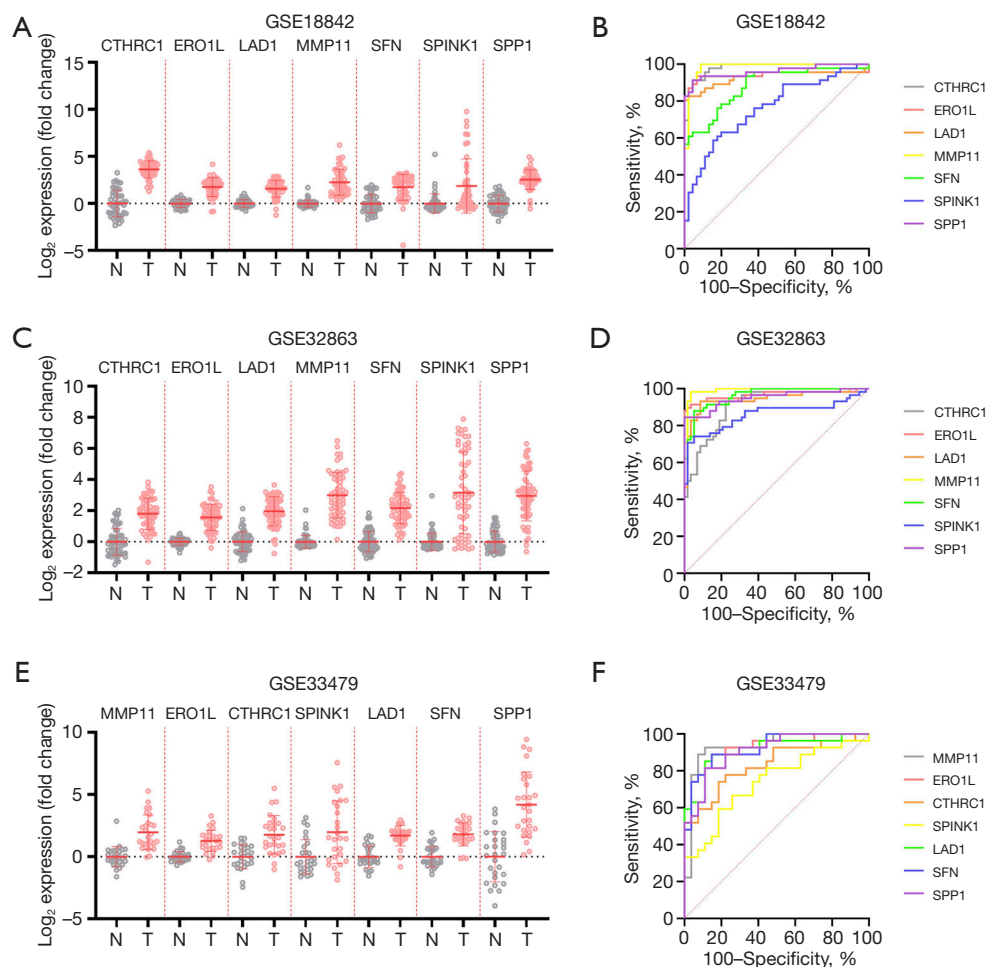 A
GSE18842
CTHRC1 ERO1L LAD1 MMP11 SFN SPINK1 SPP1
Log₂ expression (fold change)
15
10
5
0
−5
N T N T N T N T N T N T N T
B
GSE18842
Sensitivity, %
100
80
60
40
20
0
0 20 40 60 80 100
100–Specificity, %
CTHRC1
ERO1L
LAD1
MMP11
SFN
SPINK1
SPP1
C
GSE32863
CTHRC1 ERO1L LAD1 MMP11 SFN SPINK1 SPP1
Log₂ expression (fold change)
10
8
6
4
2
0
−2
N T N T N T N T N T N T N T
D
GSE32863
Sensitivity, %
100
80
60
40
20
0
0 20 40 60 80 100
100–Specificity, %
CTHRC1
ERO1L
LAD1
MMP11
SFN
SPINK1
SPP1
E
GSE33479
MMP11 ERO1L CTHRC1 SPINK1 LAD1 SFN SPP1
Log₂ expression (fold change)
10
5
0
−5
N T N T N T N T N T N T N T
F
GSE33479
Sensitivity, %
100
80
60
40
20
0
0 20 40 60 80 100
100–Specificity, %
MMP11
ERO1L
CTHRC1
SPINK1
LAD1
SFN
SPP1